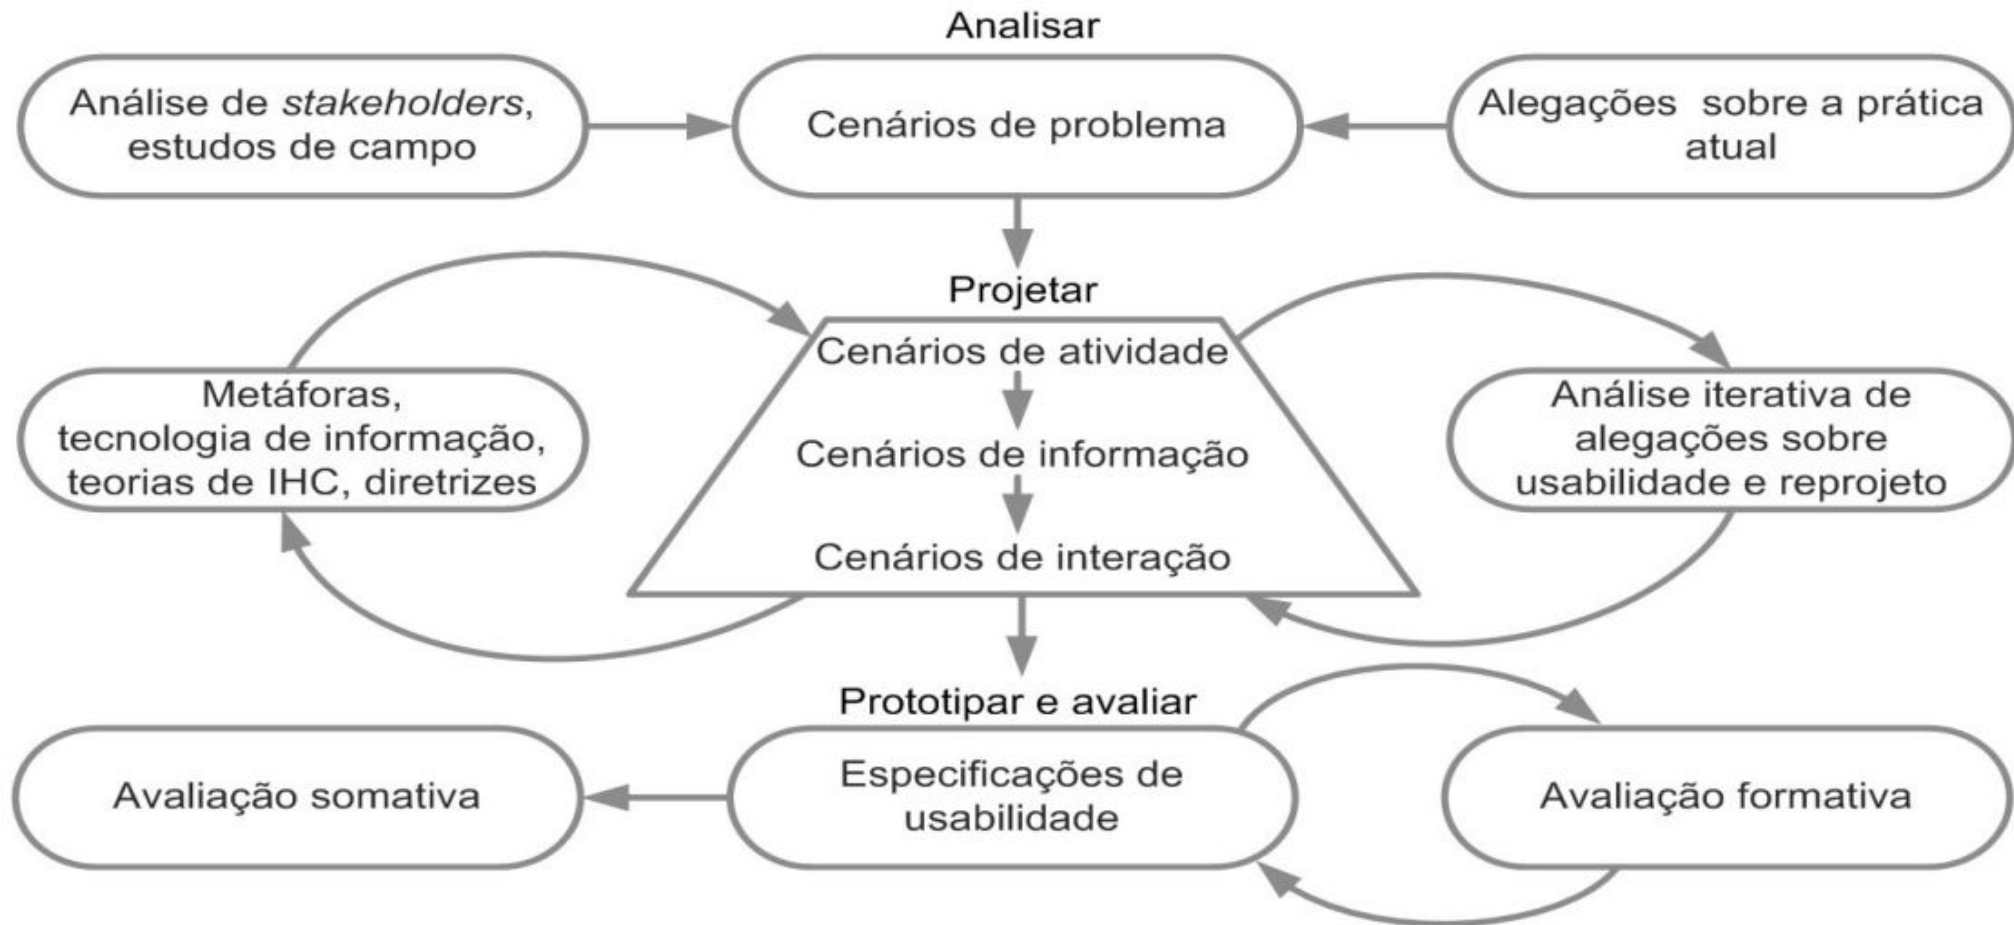 Analisar
Análise de stakeholders,
estudos de campo
Cenários de problema
Alegações sobre a prática
atual
Projetar
Cenários de atividade
Cenários de informação
Cenários de interação
Metáforas,
tecnologia de informação,
teorias de IHC, diretrizes
Análise iterativa de
alegações sobre
usabilidade e reprojeto
Prototipar e avaliar
Avaliação somativa
Especificações de
usabilidade
Avaliação formativa